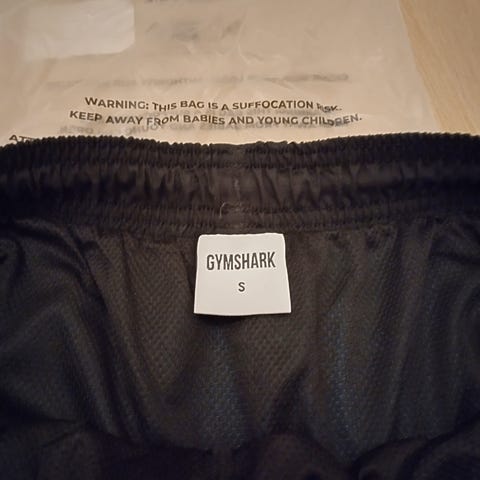 WARNING: THIS BAG IS A SUFFOCATION RISK.
KEEP AWAY FROM BABIES AND YOUNG CHILDREN.
GYMSHARK
S